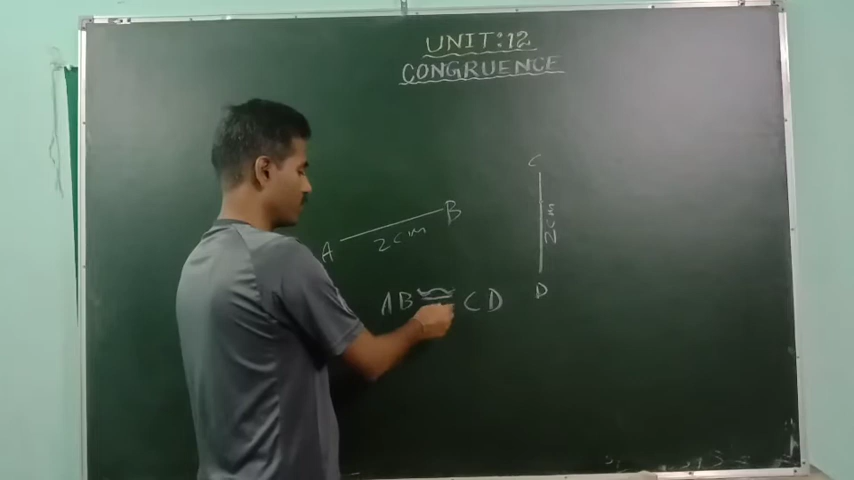 UNIT:12
CONGRUENCE
C
A
B
2cm
2cm
AB ≅ CD
D